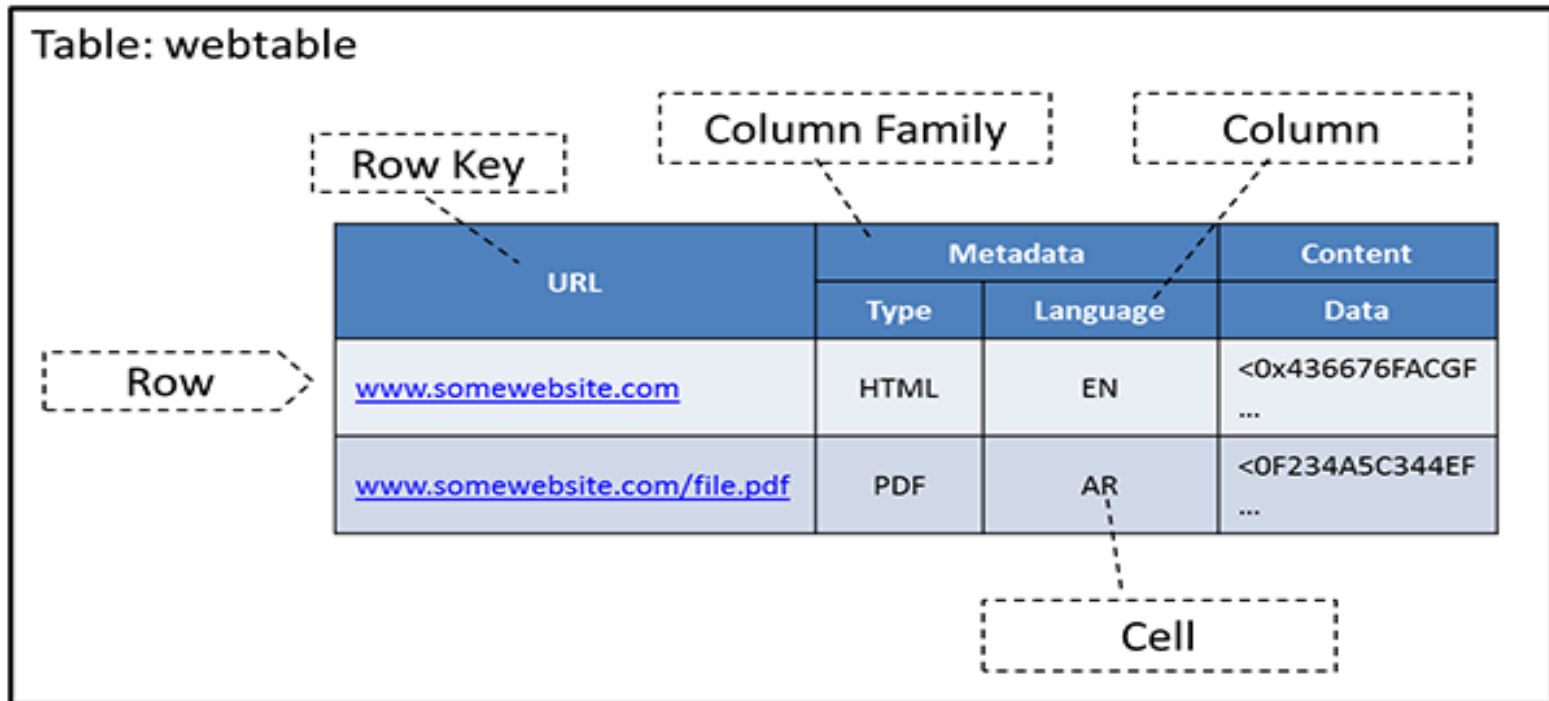 Table: webtable
Column Family
Column
Row Key
URL
Metadata
Content
Type
Language
Data
Row
www.somewebsite.com
HTML
EN
<0x436676FACGF
...
www.somewebsite.com/file.pdf
PDF
AR
<0F234A5C344EF
...
Cell